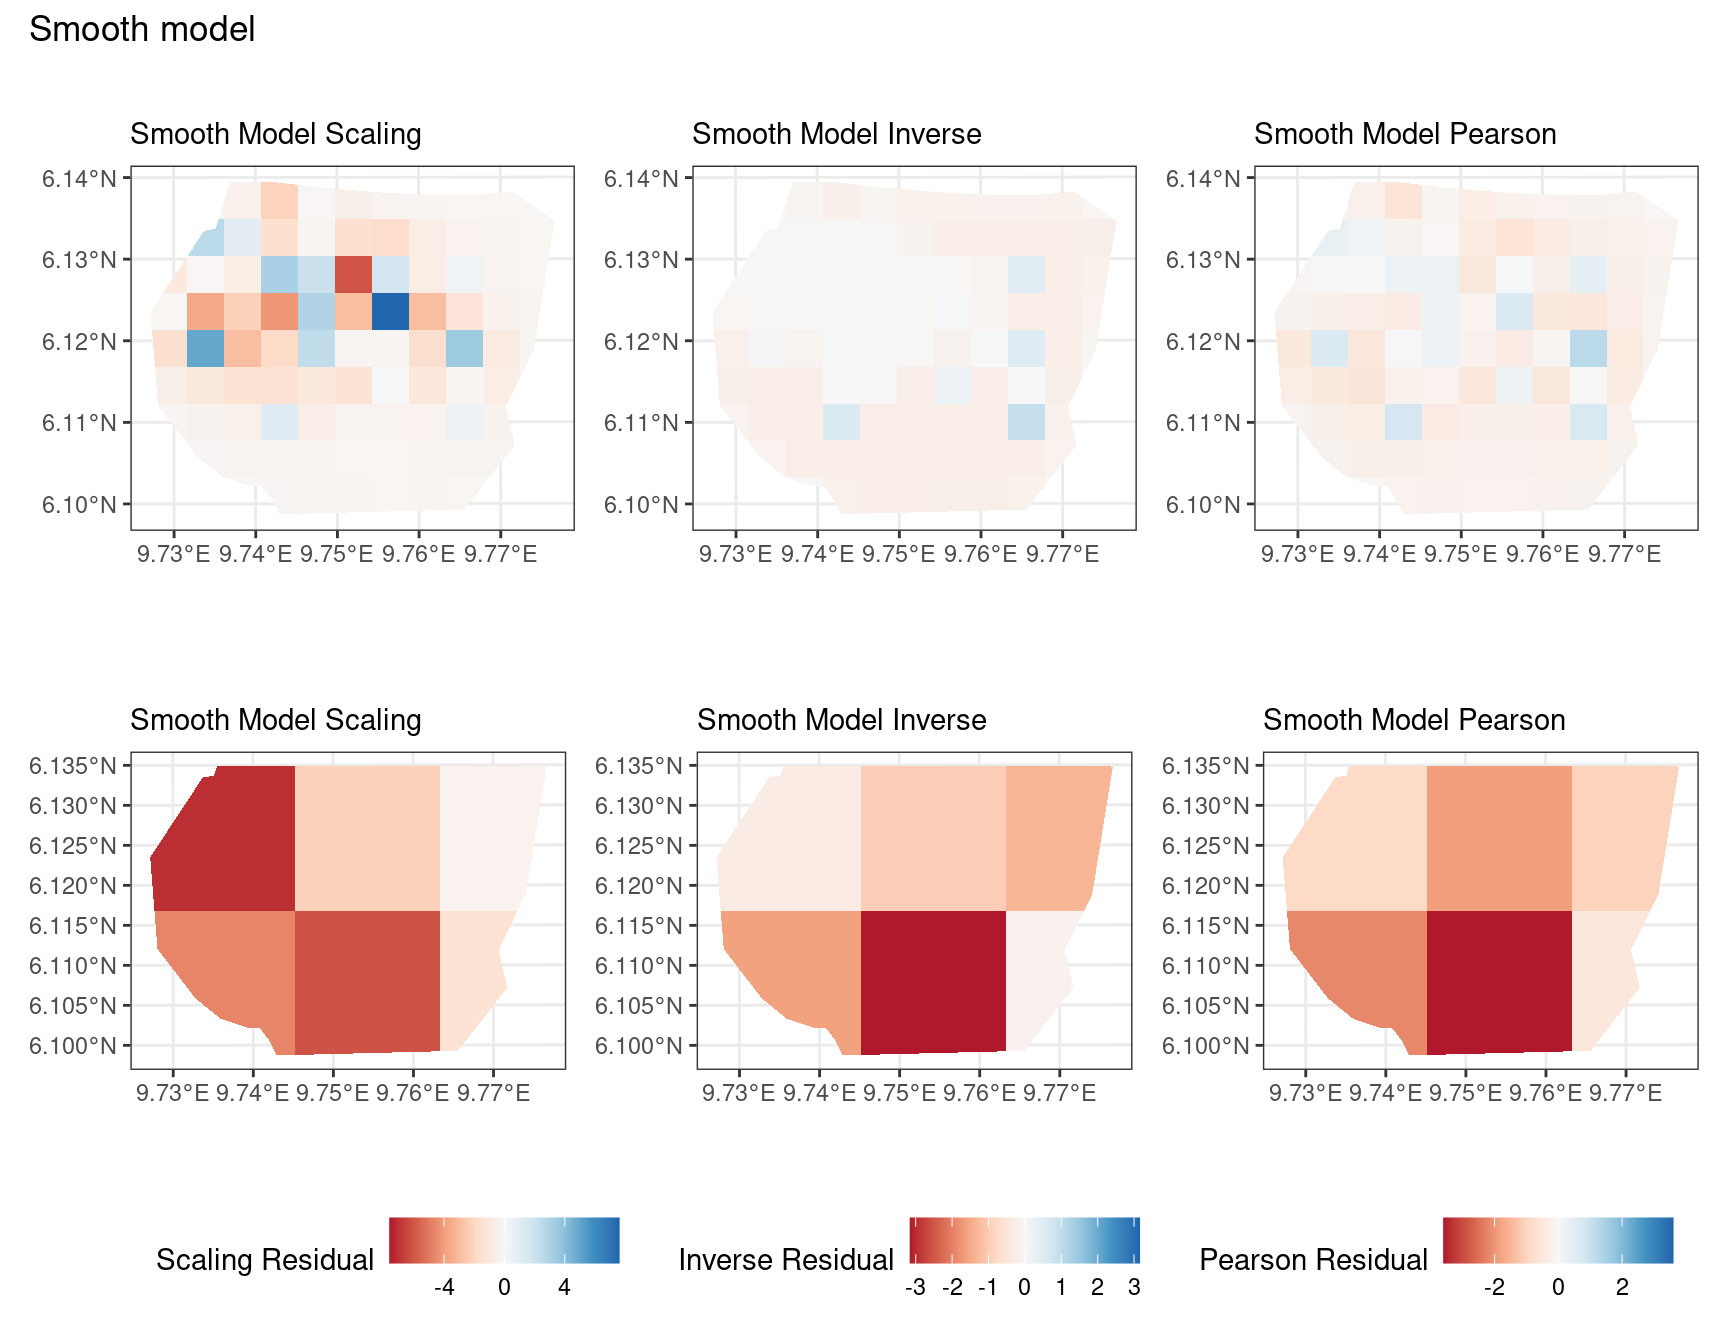 Smooth model
Smooth Model Scaling
Smooth Model Inverse
Smooth Model Pearson
6.14°N
6.13°N
6.12°N
6.11°N
6.10°N
9.73°E 9.74°E 9.75°E 9.76°E 9.77°E
6.14°N
6.13°N
6.12°N
6.11°N
6.10°N
9.73°E 9.74°E 9.75°E 9.76°E 9.77°E
6.14°N
6.13°N
6.12°N
6.11°N
6.10°N
9.73°E 9.74°E 9.75°E 9.76°E 9.77°E
Smooth Model Scaling
Smooth Model Inverse
Smooth Model Pearson
6.135°N
6.130°N
6.125°N
6.120°N
6.115°N
6.110°N
6.105°N
6.100°N
9.73°E 9.74°E 9.75°E 9.76°E 9.77°E
6.135°N
6.130°N
6.125°N
6.120°N
6.115°N
6.110°N
6.105°N
6.100°N
9.73°E 9.74°E 9.75°E 9.76°E 9.77°E
6.135°N
6.130°N
6.125°N
6.120°N
6.115°N
6.110°N
6.105°N
6.100°N
9.73°E 9.74°E 9.75°E 9.76°E 9.77°E
Scaling Residual
-4 0 4
Inverse Residual
-3 -2 -1 0 1 2 3
Pearson Residual
-2 0 2